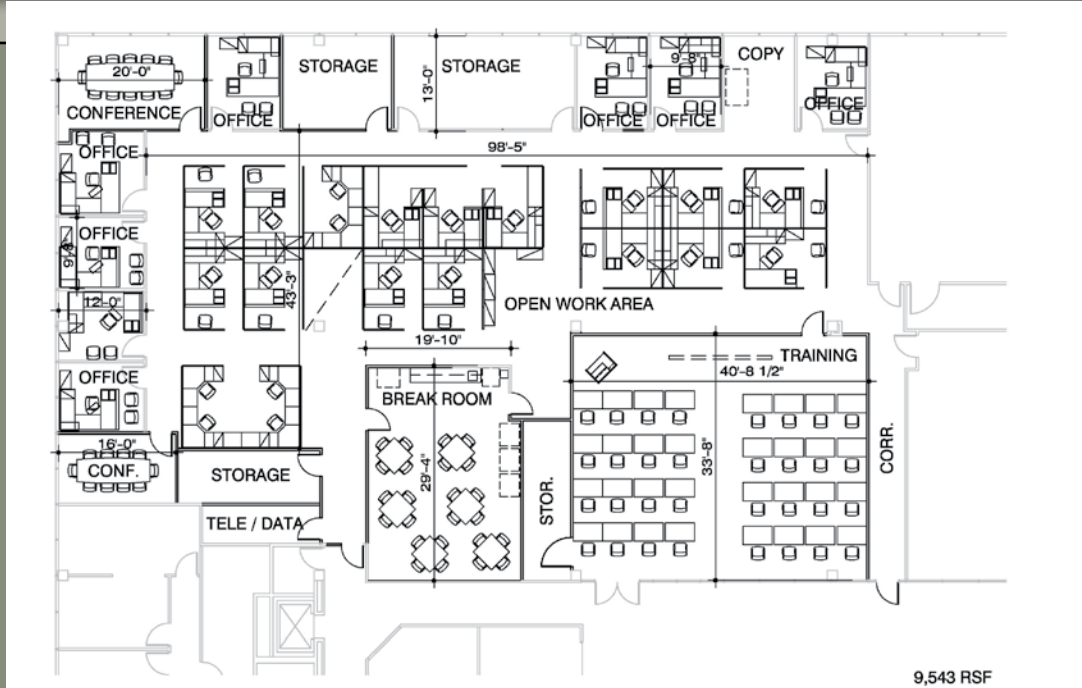 COPY
STORAGE
STORAGE
20'-0"
9'-8"
13'-0"
CONFERENCE
OFFICE
OFFICE
OFFICE
OFFICE
98'-5"
OFFICE
OFFICE
9'-8"
43'-3"
12'-0"
OPEN WORK AREA
19'-10"
TRAINING
40'-8 1/2"
OFFICE
BREAK ROOM
16'-0"
CONF.
STORAGE
29'-4"
33'-8"
CORR.
STOR.
TELE / DATA
9,543 RSF